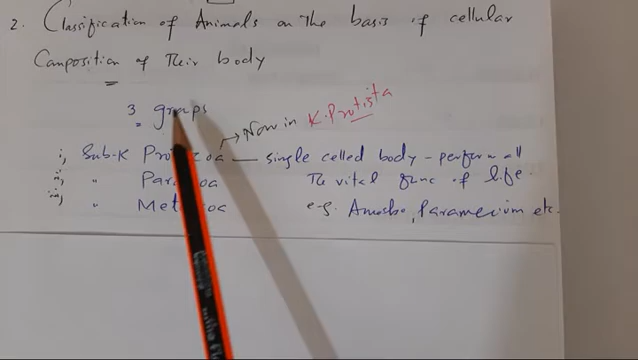 2. Classification of Animals on the basis of cellular
Composition of Their body
3 groups
→ Now in K. Protista
i, Sub-K Protozoa — single celled body - perform all
ii, " Parazoa The vital func of life.
iii, " Metazoa e.g. Amoeba, Paramecium etc.